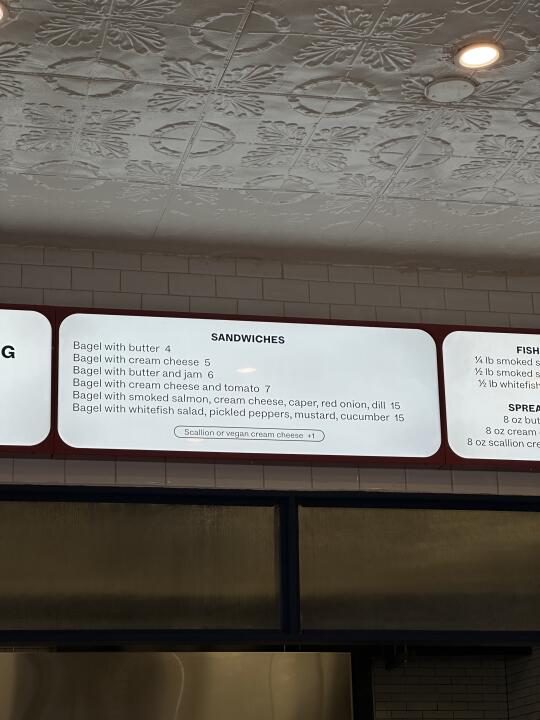 G
SANDWICHES
Bagel with butter 4
Bagel with cream cheese 5
Bagel with butter and jam 6
Bagel with cream cheese and tomato 7
Bagel with smoked salmon, cream cheese, caper, red onion, dill 15
Bagel with whitefish salad, pickled peppers, mustard, cucumber 15
Scallion or vegan cream cheese +1
FISH
¼ lb smoked s
½ lb smoked s
½ lb whitefish
SPREA
8 oz but
8 oz cream
8 oz scallion cre